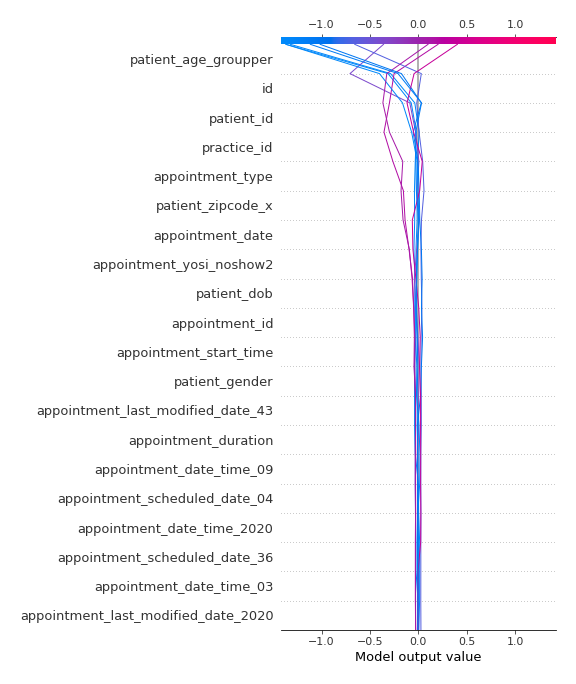 −1.0 −0.5 0.0 0.5 1.0
patient_age_groupper
id
patient_id
practice_id
appointment_type
patient_zipcode_x
appointment_date
appointment_yosi_noshow2
patient_dob
appointment_id
appointment_start_time
patient_gender
appointment_last_modified_date_43
appointment_duration
appointment_date_time_09
appointment_scheduled_date_04
appointment_date_time_2020
appointment_scheduled_date_36
appointment_date_time_03
appointment_last_modified_date_2020
−1.0 −0.5 0.0 0.5 1.0
Model output value